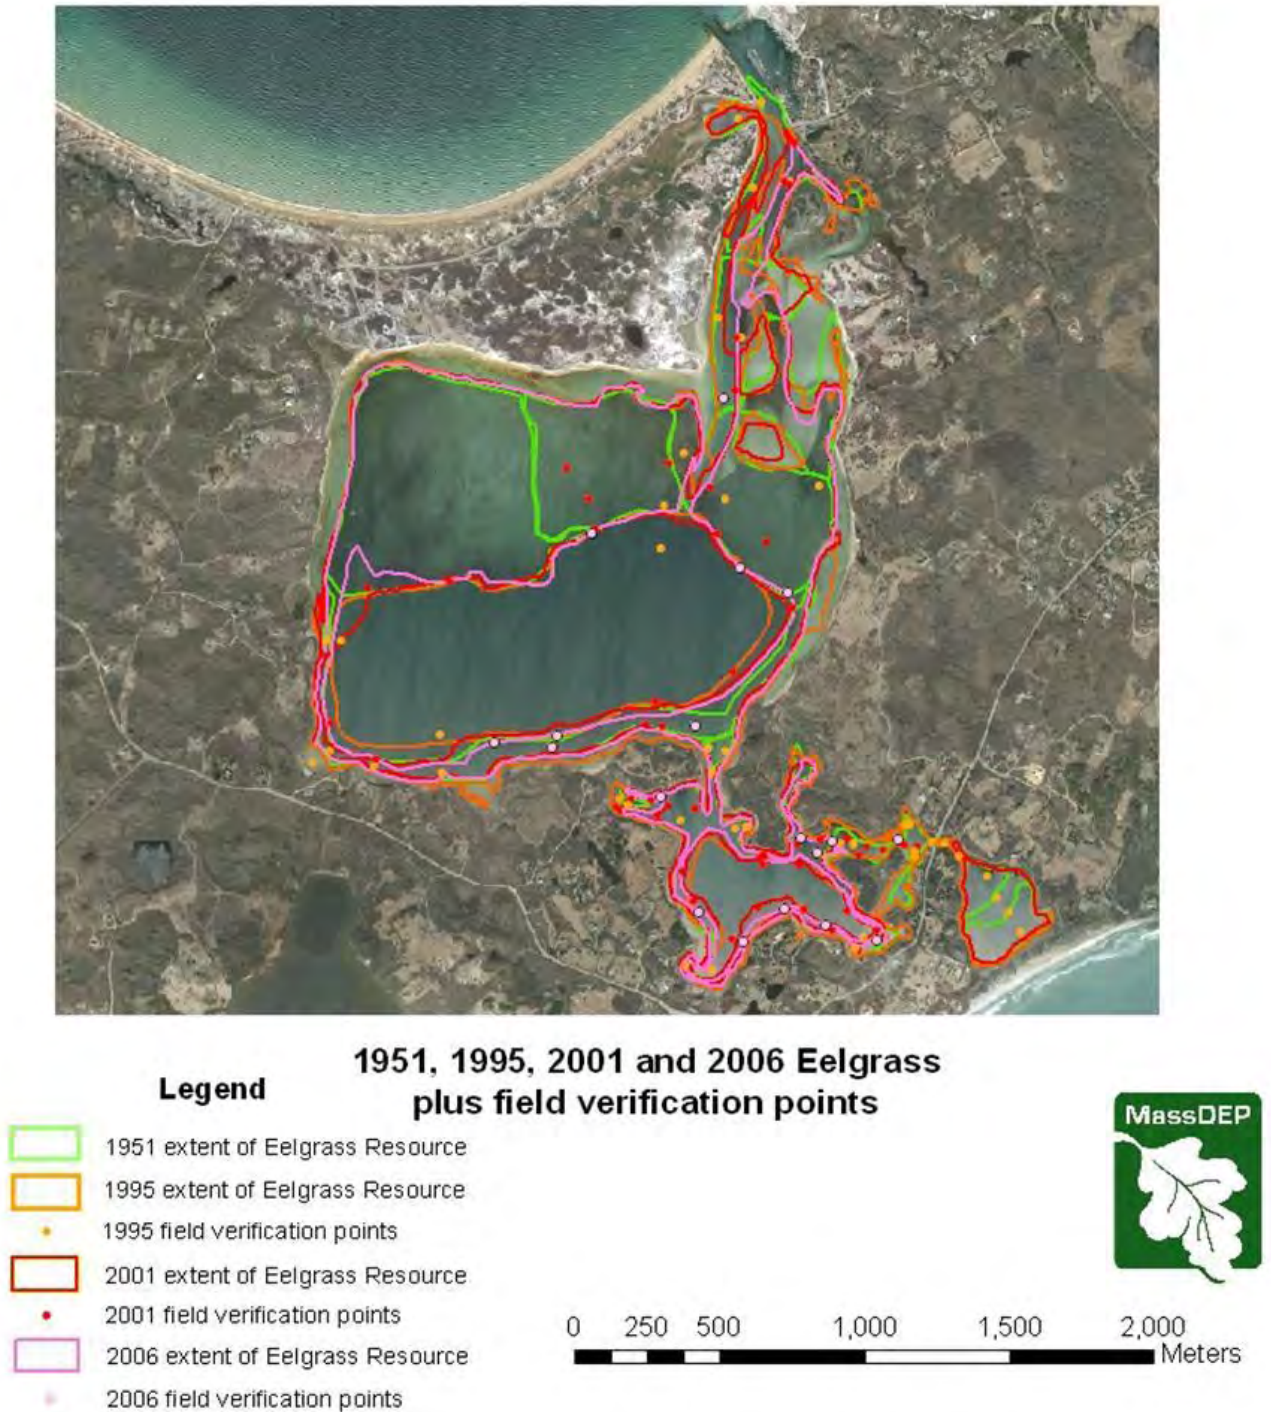 1951, 1995, 2001 and 2006 Eelgrass
plus field verification points
Legend
1951 extent of Eelgrass Resource
1995 extent of Eelgrass Resource
1995 field verification points
2001 extent of Eelgrass Resource
2001 field verification points
2006 extent of Eelgrass Resource
2006 field verification points
MassDEP
0 250 500 1,000 1,500 2,000
Meters